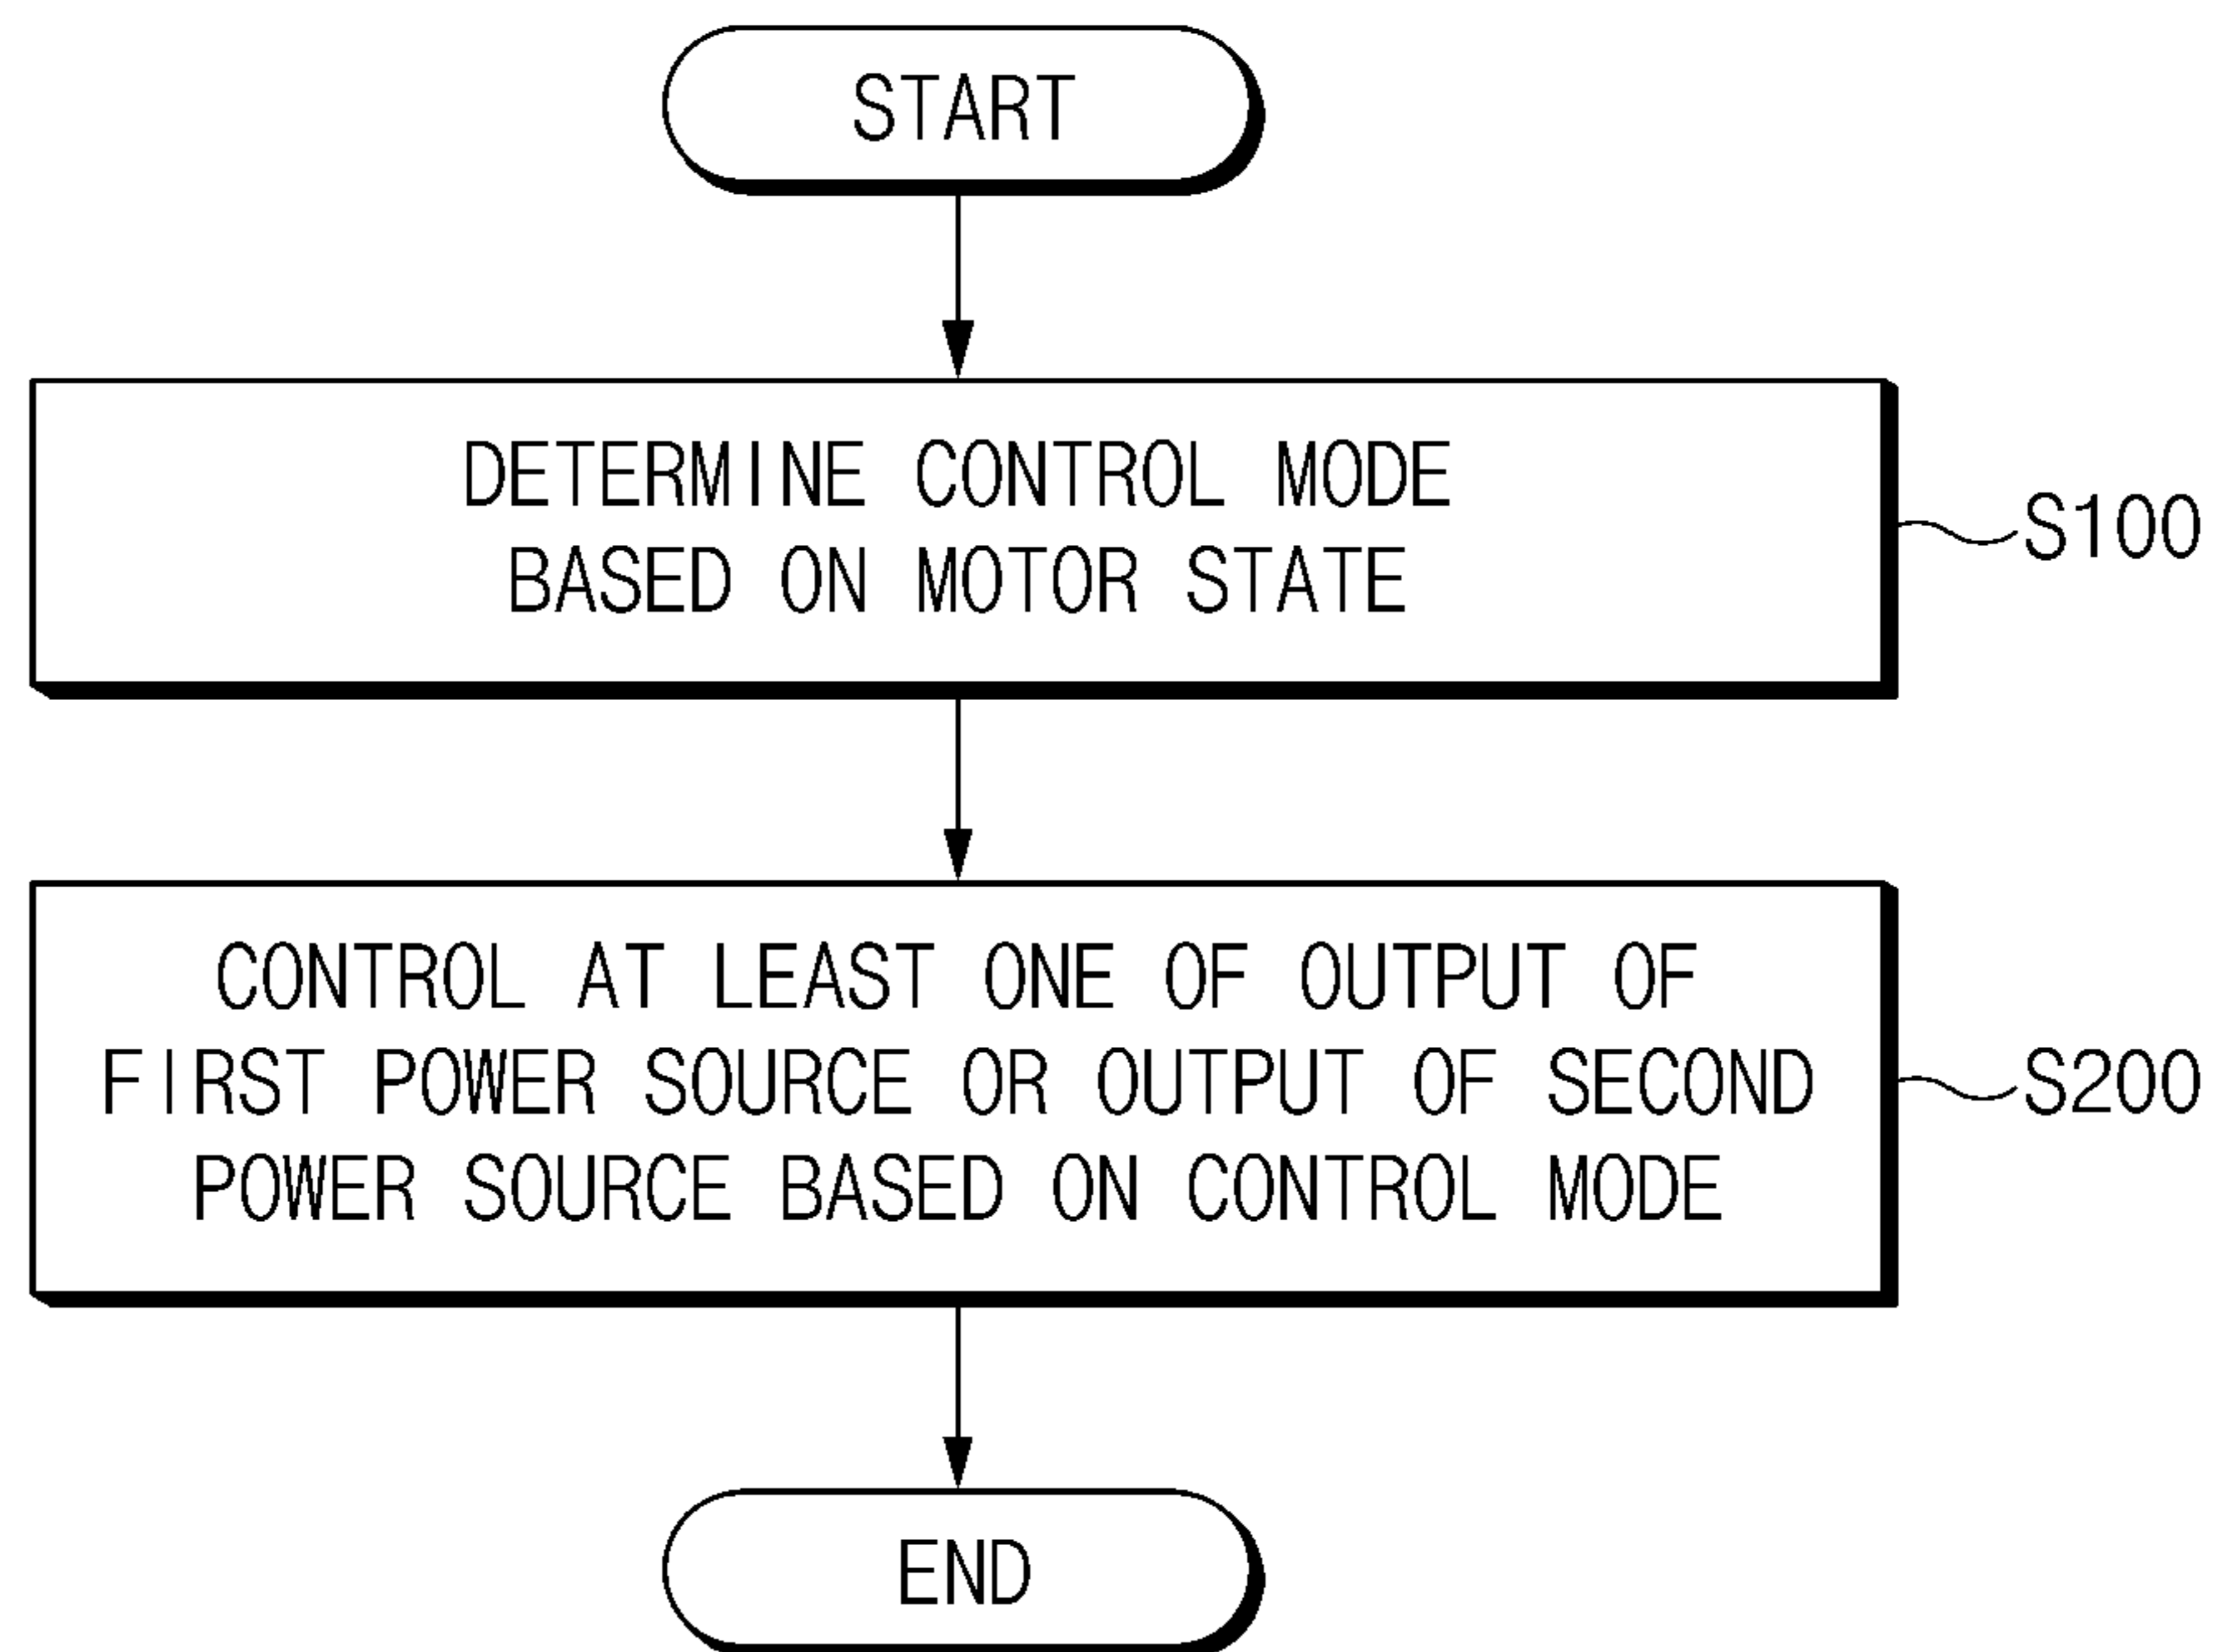 START
DETERMINE CONTROL MODE
BASED ON MOTOR STATE
S100
CONTROL AT LEAST ONE OF OUTPUT OF
FIRST POWER SOURCE OR OUTPUT OF SECOND
POWER SOURCE BASED ON CONTROL MODE
S200
END